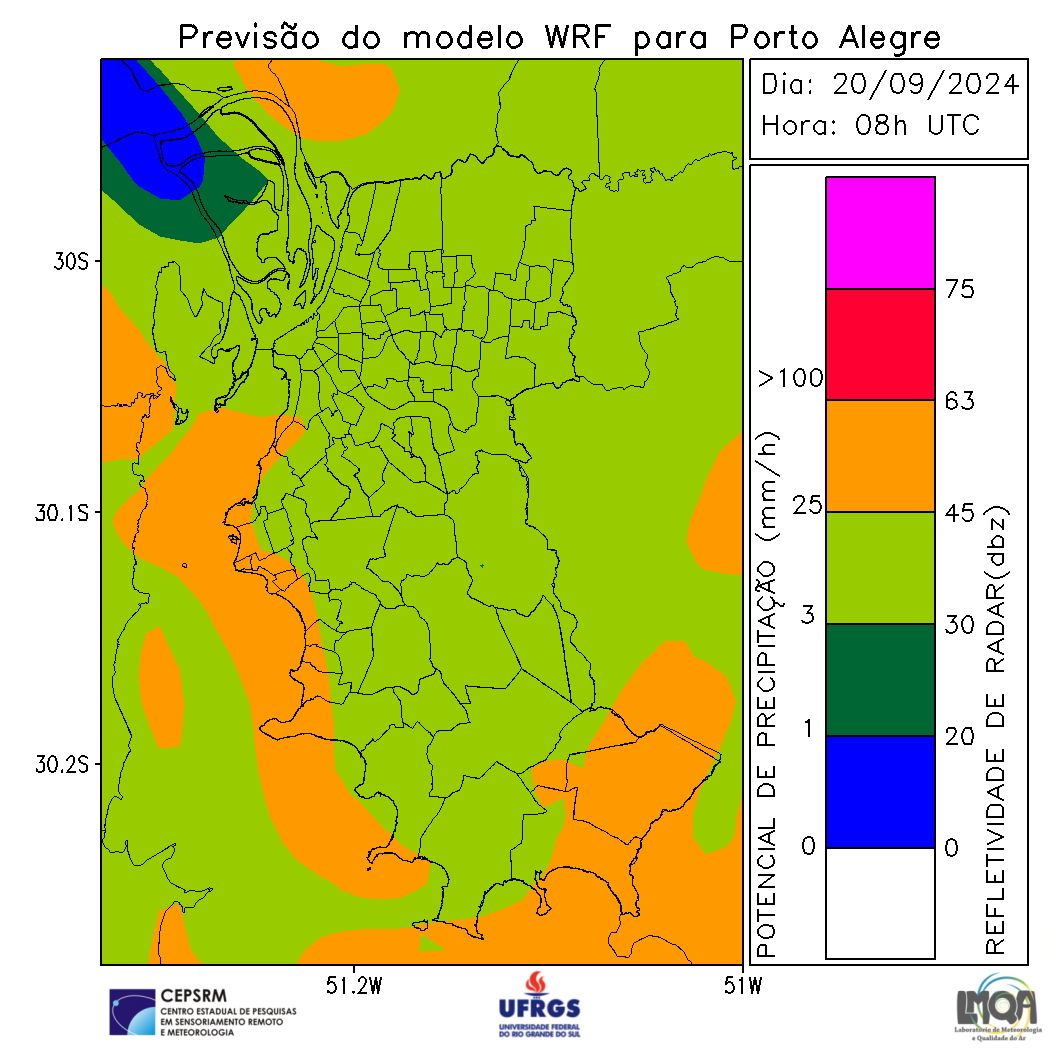 Previsão do modelo WRF para Porto Alegre
Dia: 20/09/2024
Hora: 08h UTC
30S
30.1S
30.2S
51.2W
51W
POTENCIAL DE PRECIPITAÇÃO (mm/h)
>100
25
3
1
0
75
63
45
30
20
0
REFLETIVIDADE DE RADAR(dbz)
CEPSRM
CENTRO ESTADUAL DE PESQUISAS
EM SENSORIAMENTO REMOTO
E METEOROLOGIA
UFRGS
UNIVERSIDADE FEDERAL
DO RIO GRANDE DO SUL
LMQA
Laboratório de Meteorologia
e Qualidade do Ar